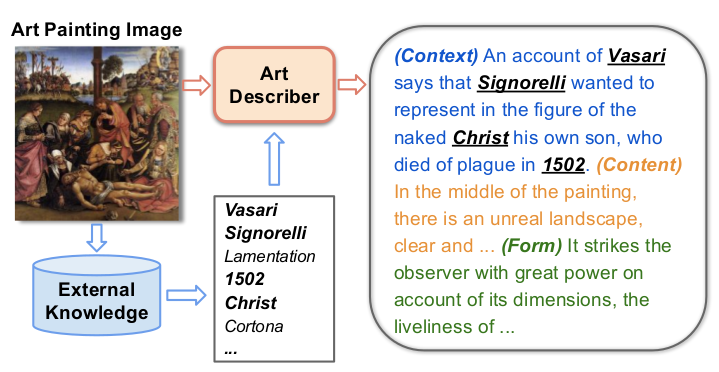 Art Painting Image
Art
Describer
External
Knowledge
Vasari
Signorelli
Lamentation
1502
Christ
Cortona
...
(Context) An account of Vasari
says that Signorelli wanted to
represent in the figure of the
naked Christ his own son, who
died of plague in 1502. (Content)
In the middle of the painting,
there is an unreal landscape,
clear and ... (Form) It strikes the
observer with great power on
account of its dimensions, the
liveliness of ...